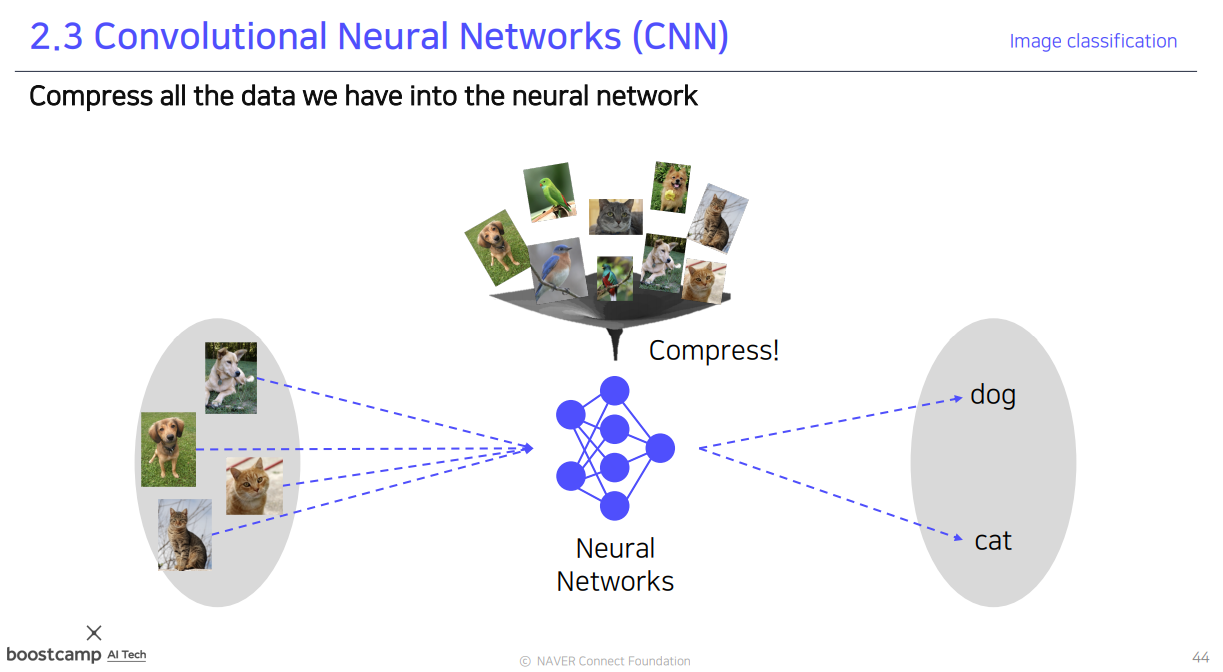 2.3 Convolutional Neural Networks (CNN)
Image classification
Compress all the data we have into the neural network
Compress!
dog
cat
Neural
Networks
boostcamp AI Tech
© NAVER Connect Foundation
44